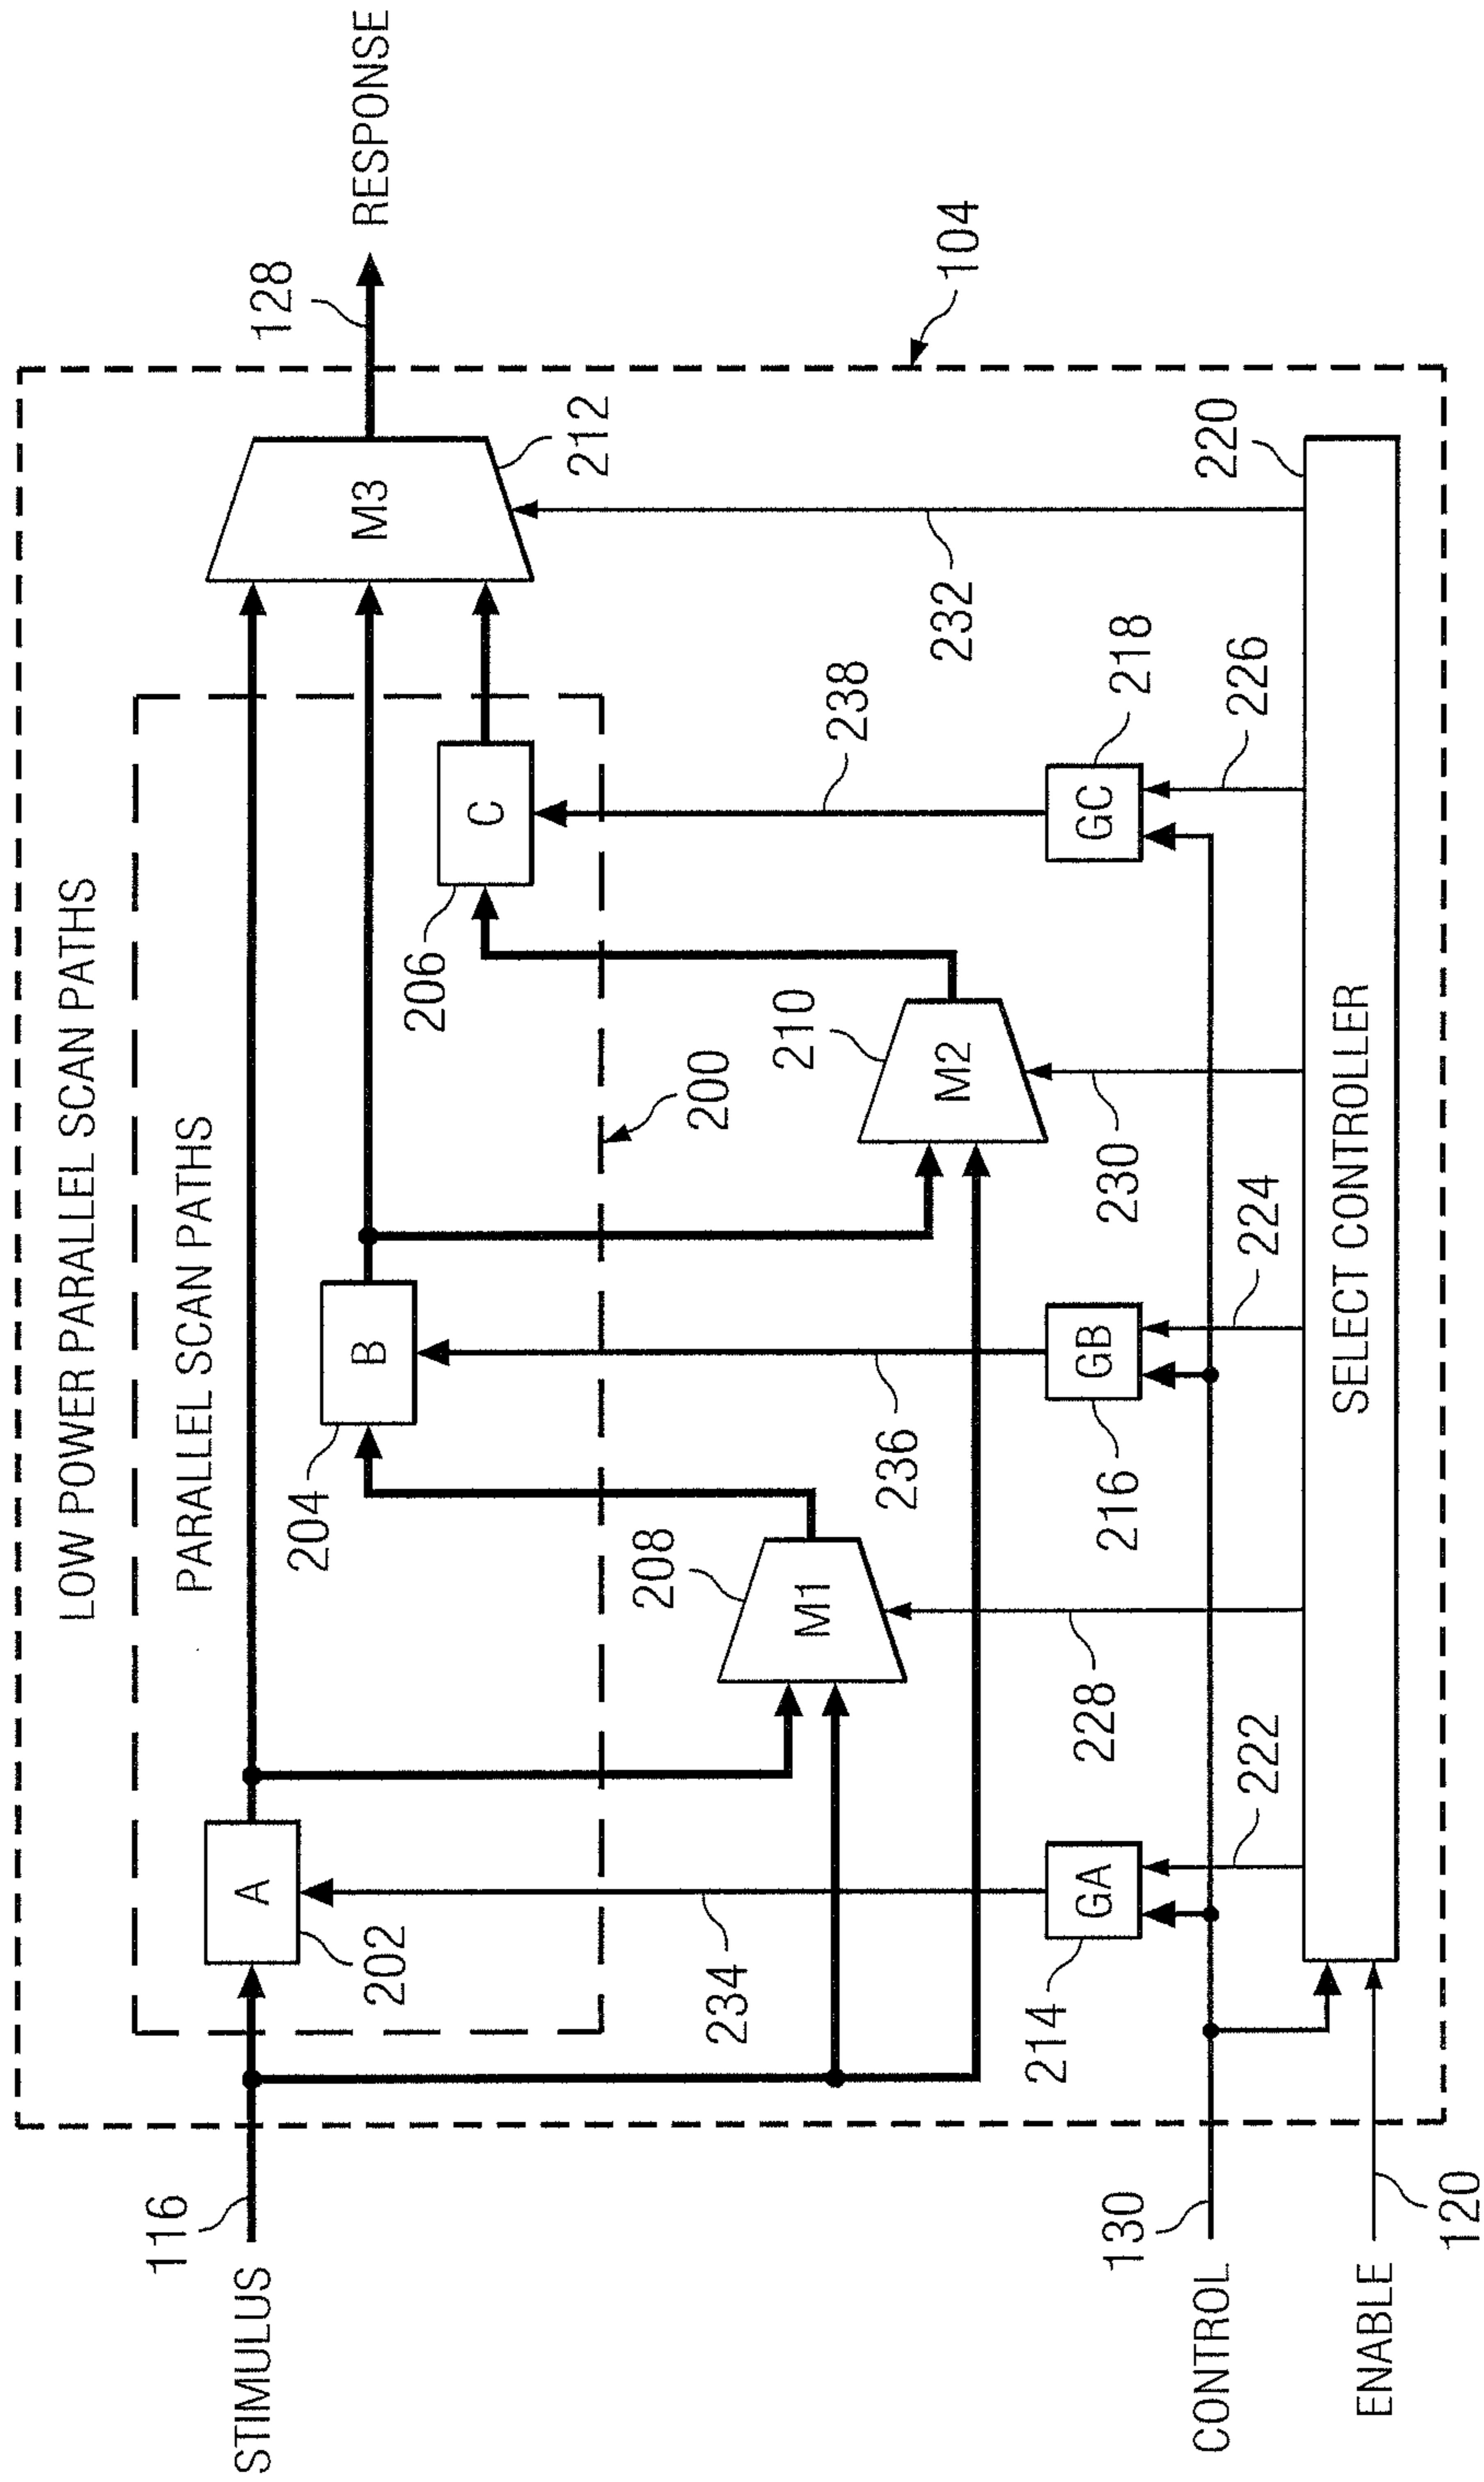 LOW POWER PARALLEL SCAN PATHS
PARALLEL SCAN PATHS
STIMULUS
116
A
202
B
204
C
206
M3
212
128
RESPONSE
104
200
M1
208
M2
210
234
236
238
232
GA
214
GB
216
GC
218
222
228
224
230
226
220
CONTROL
130
SELECT CONTROLLER
ENABLE
120